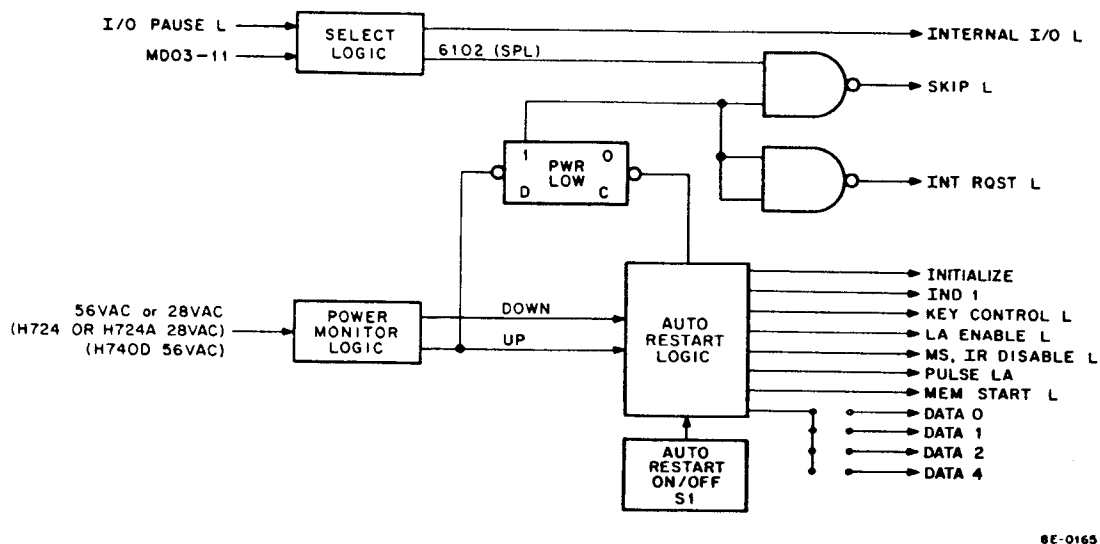 I/O PAUSE L
MD03-11
SELECT
LOGIC
6102 (SPL)
INTERNAL I/O L
SKIP L
1 0
PWR
LOW
D C
INT RQST L
56VAC or 28VAC
(H724 OR H724A 28VAC)
(H740D 56VAC)
POWER
MONITOR
LOGIC
DOWN
UP
AUTO
RESTART
LOGIC
INITIALIZE
IND 1
KEY CONTROL L
LA ENABLE L
MS, IR DISABLE L
PULSE LA
MEM START L
DATA 0
DATA 1
DATA 2
DATA 4
AUTO
RESTART
ON/OFF
S1
8E-0165